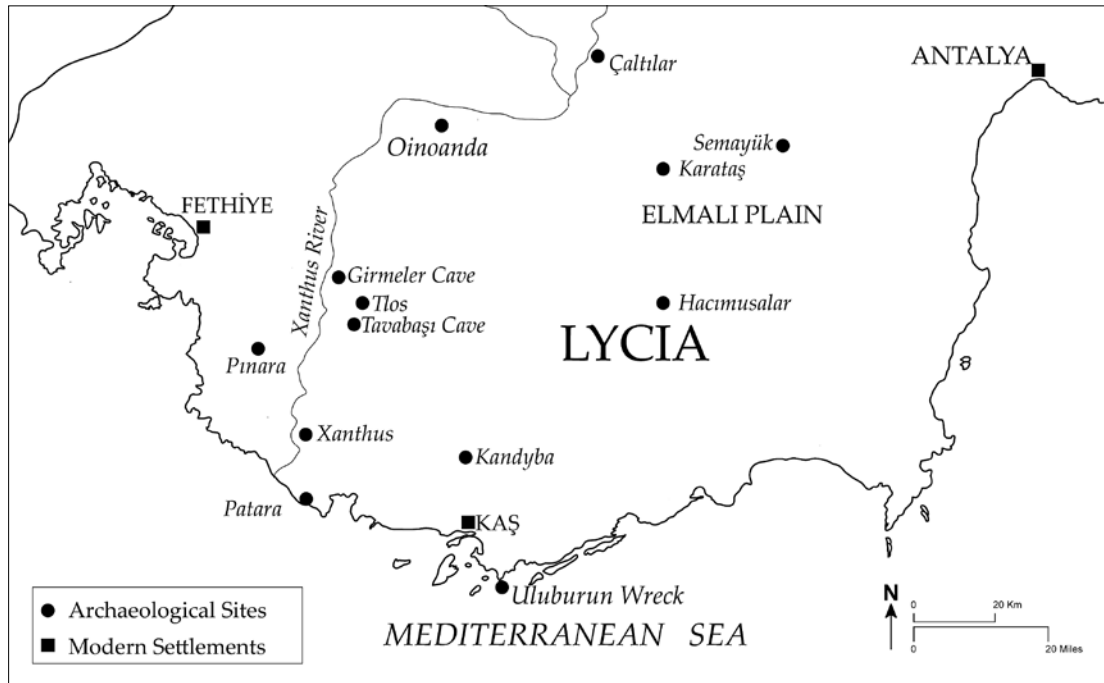 Çaltılar
ANTALYA
Oinoanda
Semayük
Karataş
FETHİYE
ELMALI PLAIN
Xanthus River
Girmeler Cave
Tlos
Hacımusalar
Tavabaşı Cave
LYCIA
Pınara
Xanthus
Kandyba
Patara
KAŞ
Uluburun Wreck
MEDITERRANEAN SEA
Archaeological Sites
Modern Settlements
N
0 20 Km
0 20 Miles